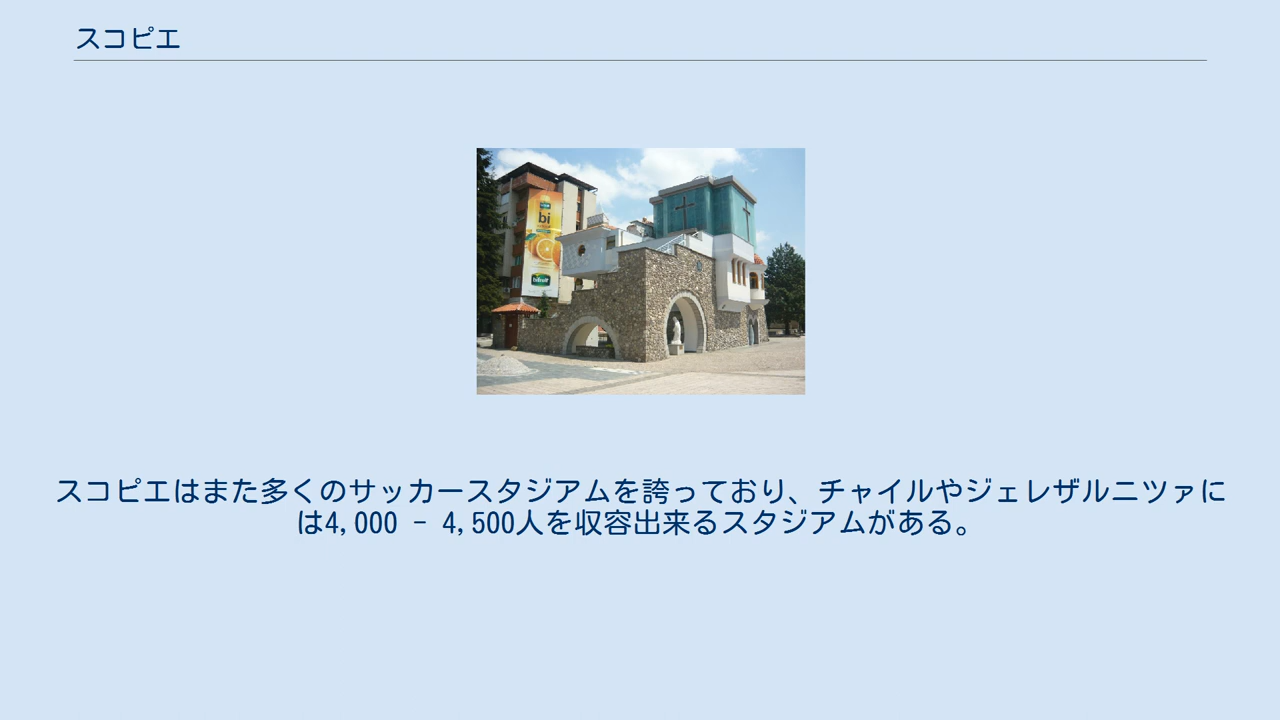 スコピエ
bi
スコピエはまた多くのサッカースタジアムを誇っており、チャイルやジェレザルニツァに
は4,000 - 4,500人を収容出来るスタジアムがある。